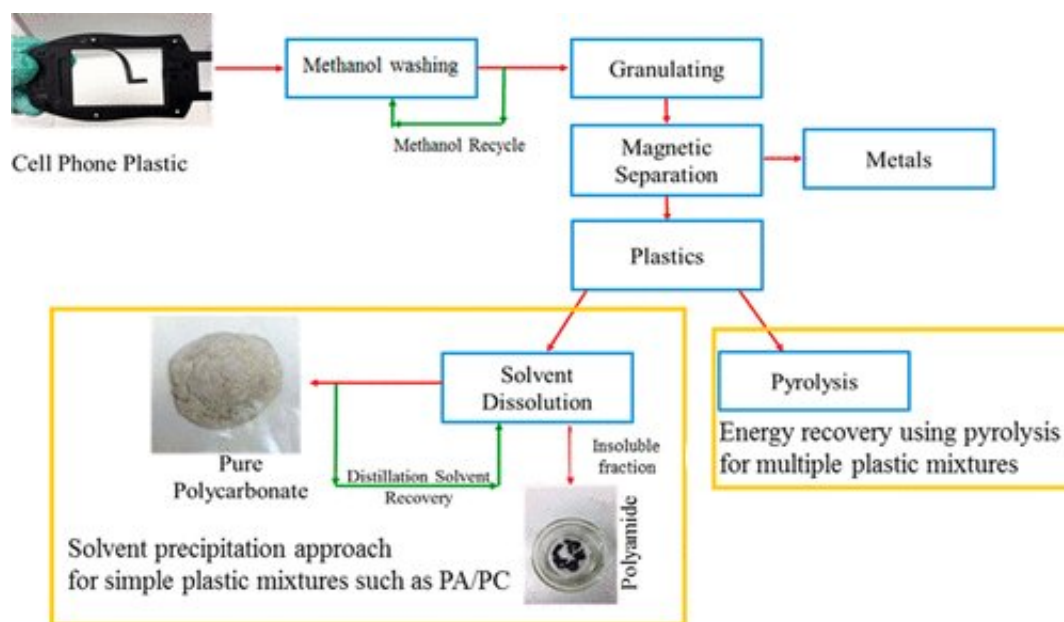 Methanol washing
Granulating
Methanol Recycle
Cell Phone Plastic
Magnetic
Separation
Metals
Plastics
Solvent
Dissolution
Pyrolysis
Insoluble
fraction
Pure
Polycarbonate
Distillation Solvent
Recovery
Polyamide
Energy recovery using pyrolysis
for multiple plastic mixtures
Solvent precipitation approach
for simple plastic mixtures such as PA/PC